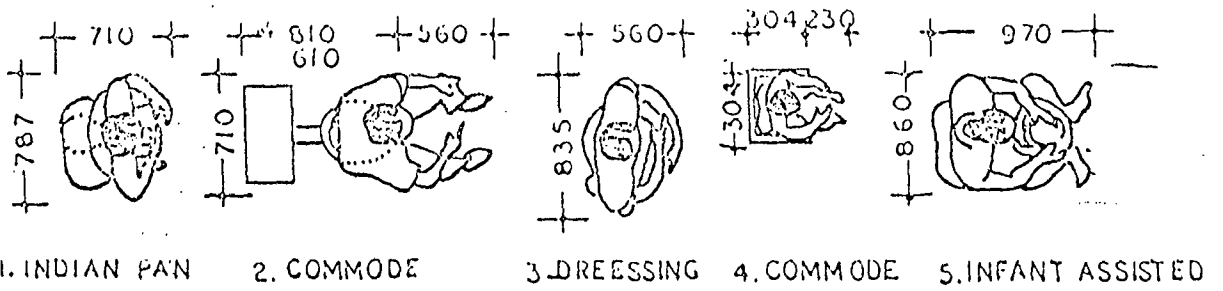 710
810
560
610
560
304
230
970
787
710
835
304
860
1. INDIAN PAN
2. COMMODE
3. DREESSING
4. COMMODE
5. INFANT ASSISTED